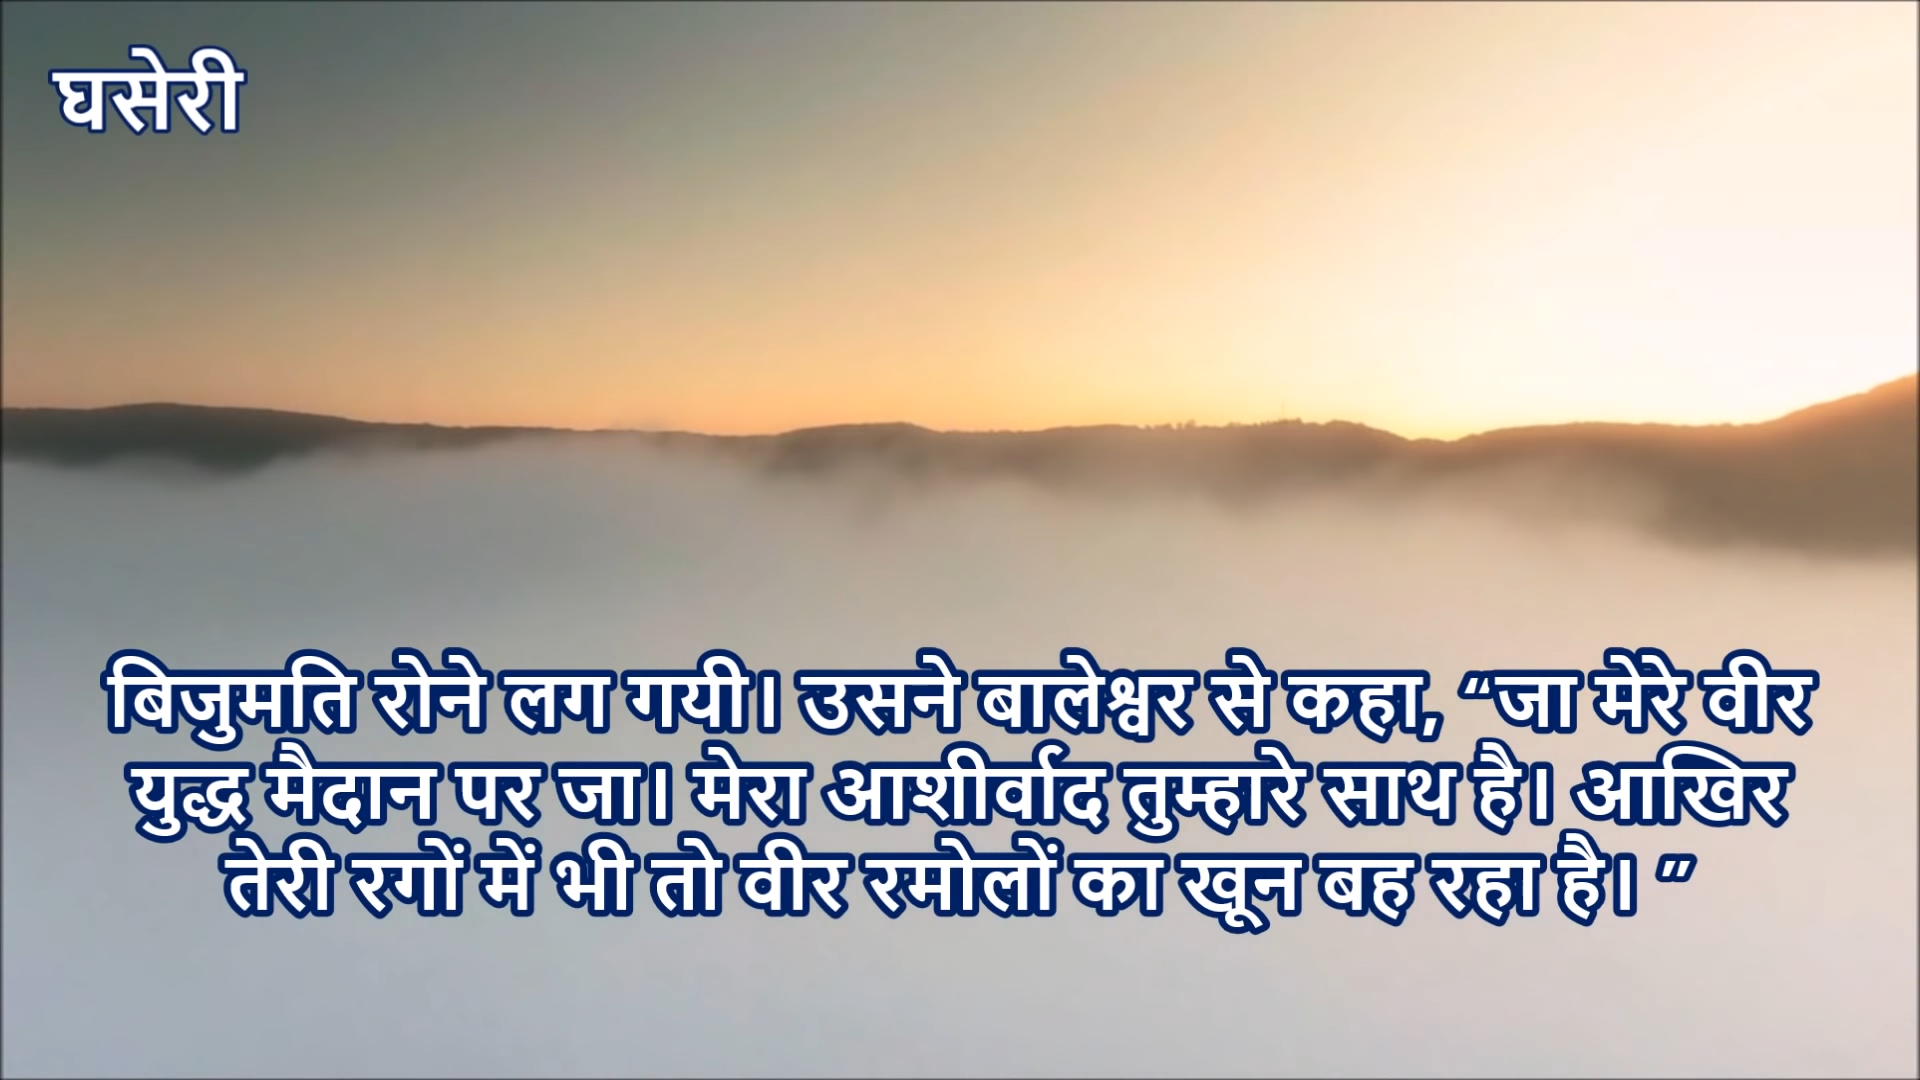 घसेरी
बिजुमति रोने लग गयी। उसने बालेश्वर से कहा, “जा मेरे वीर
युद्ध मैदान पर जा। मेरा आशीर्वाद तुम्हारे साथ है। आखिर
तेरी रगों में भी तो वीर रमोलों का खून बह रहा है। ”